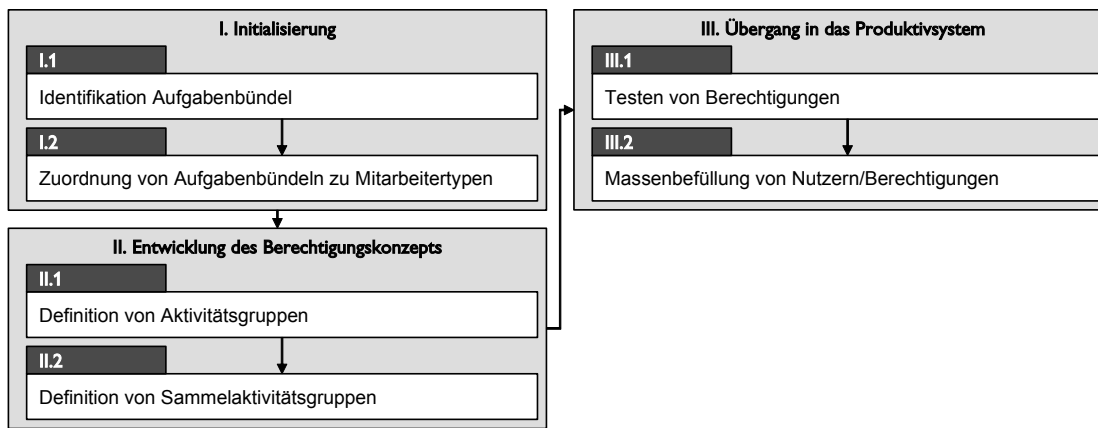 I. Initialisierung
I.1
Identifikation Aufgabenbündel
I.2
Zuordnung von Aufgabenbündeln zu Mitarbeitertypen
II. Entwicklung des Berechtigungskonzepts
II.1
Definition von Aktivitätsgruppen
II.2
Definition von Sammelaktivitätsgruppen
III. Übergang in das Produktivsystem
III.1
Testen von Berechtigungen
III.2
Massenbefüllung von Nutzern/Berechtigungen